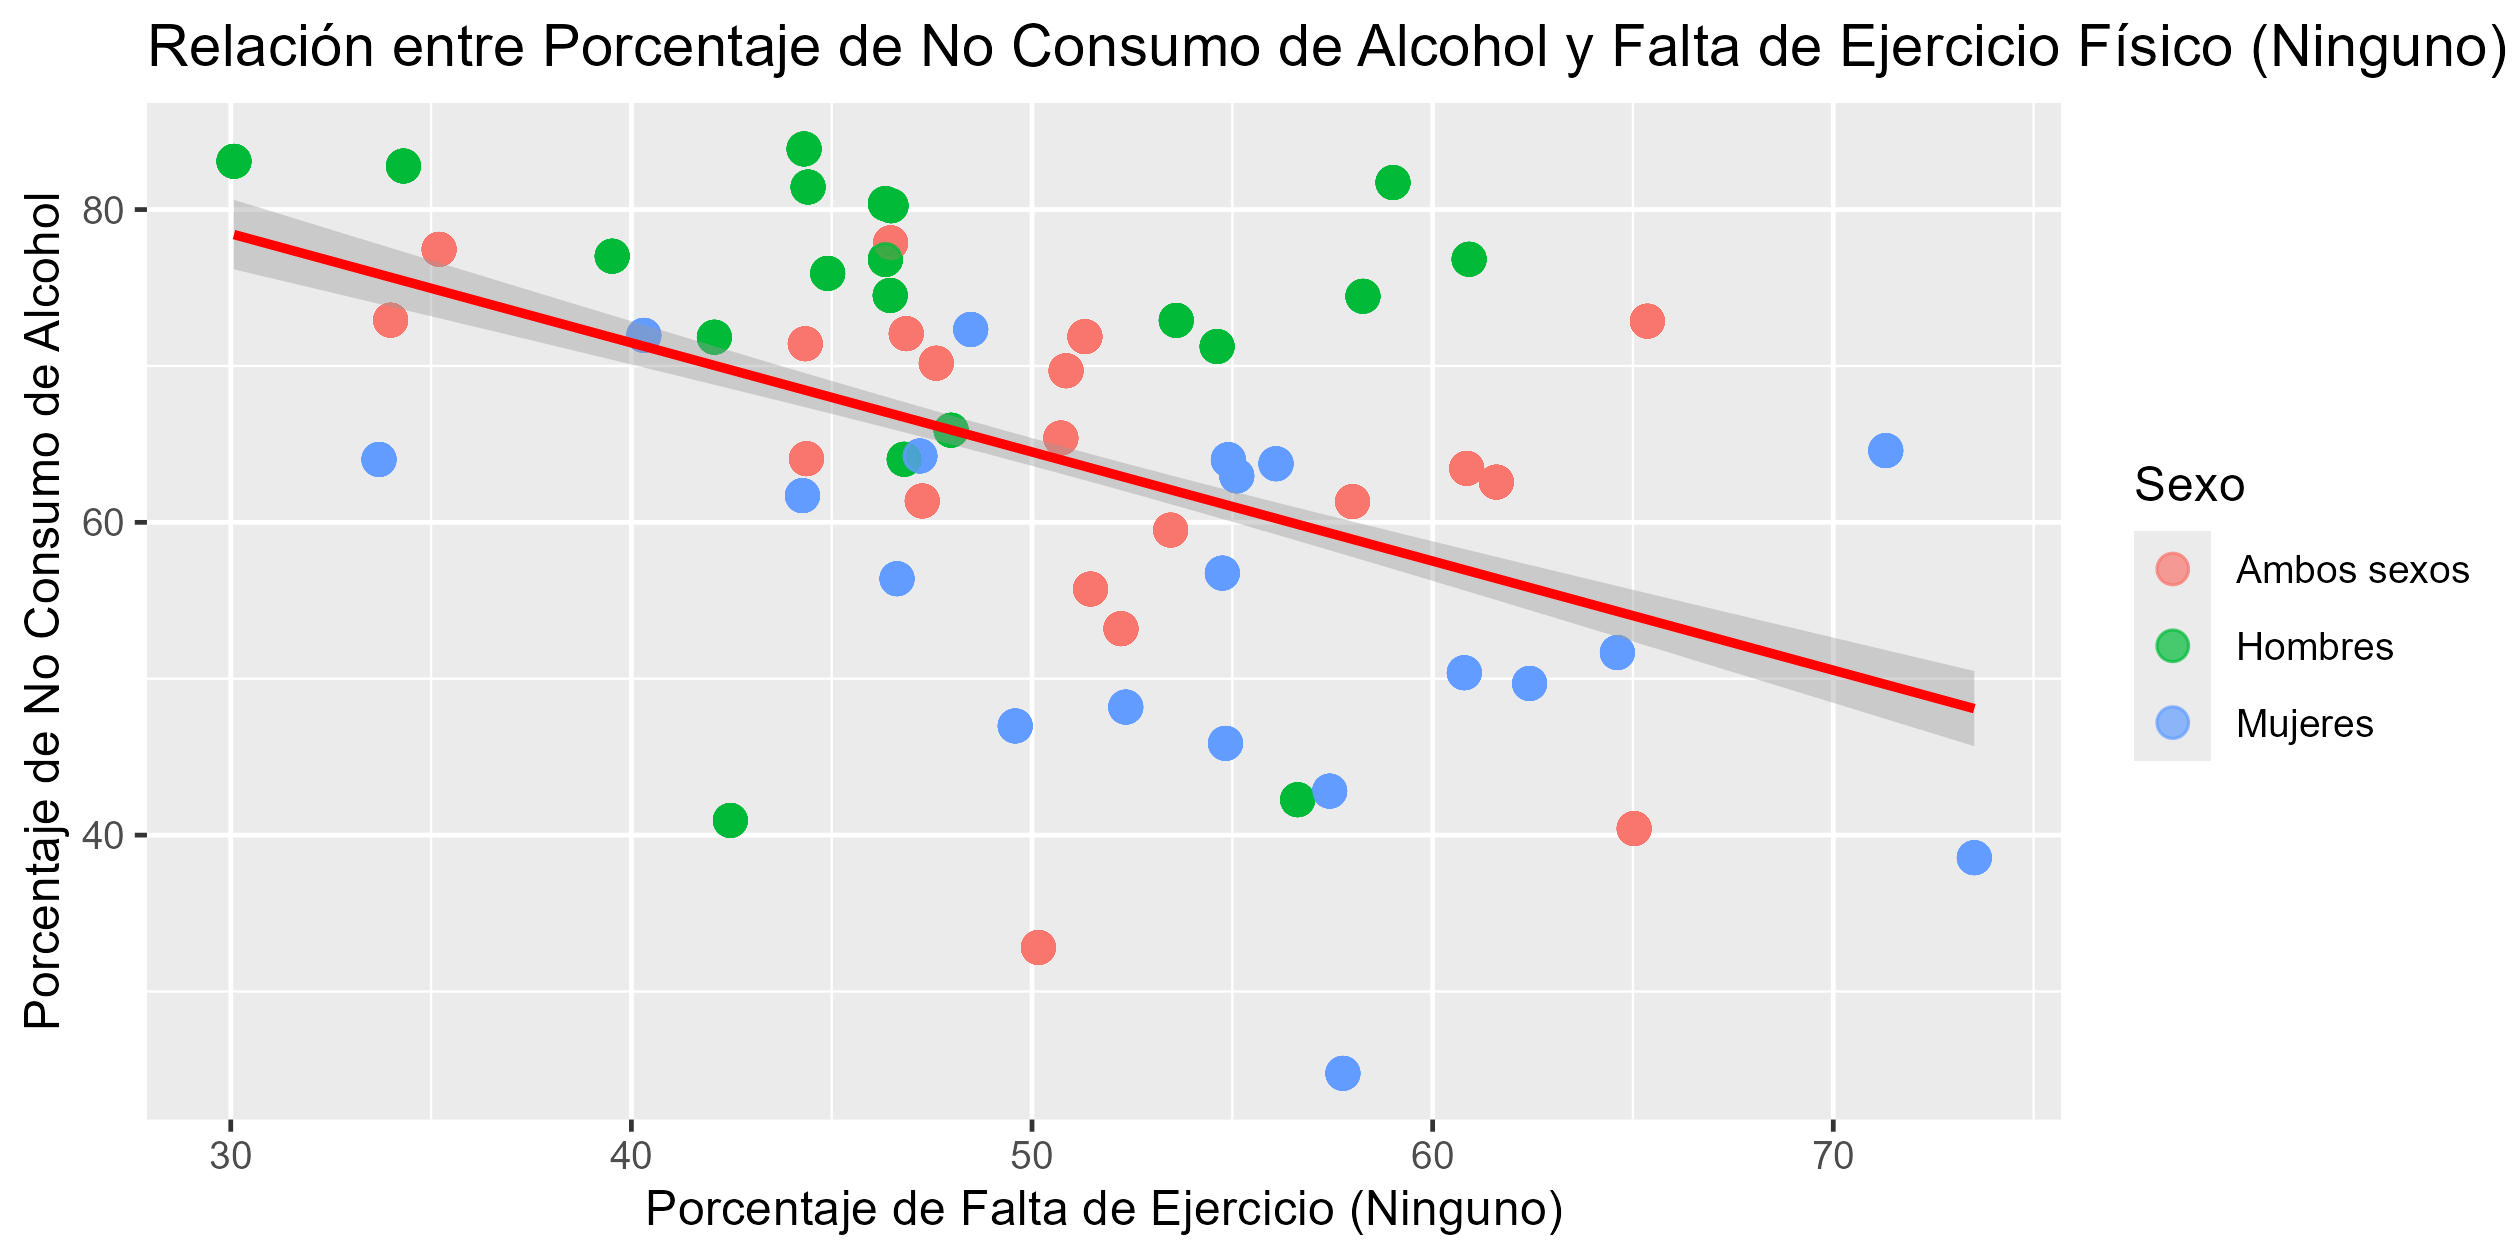 Relación entre Porcentaje de No Consumo de Alcohol y Falta de Ejercicio Físico (Ninguno)
Porcentaje de No Consumo de Alcohol
80
60
40
30
40
50
60
70
Porcentaje de Falta de Ejercicio (Ninguno)
Sexo
Ambos sexos
Hombres
Mujeres